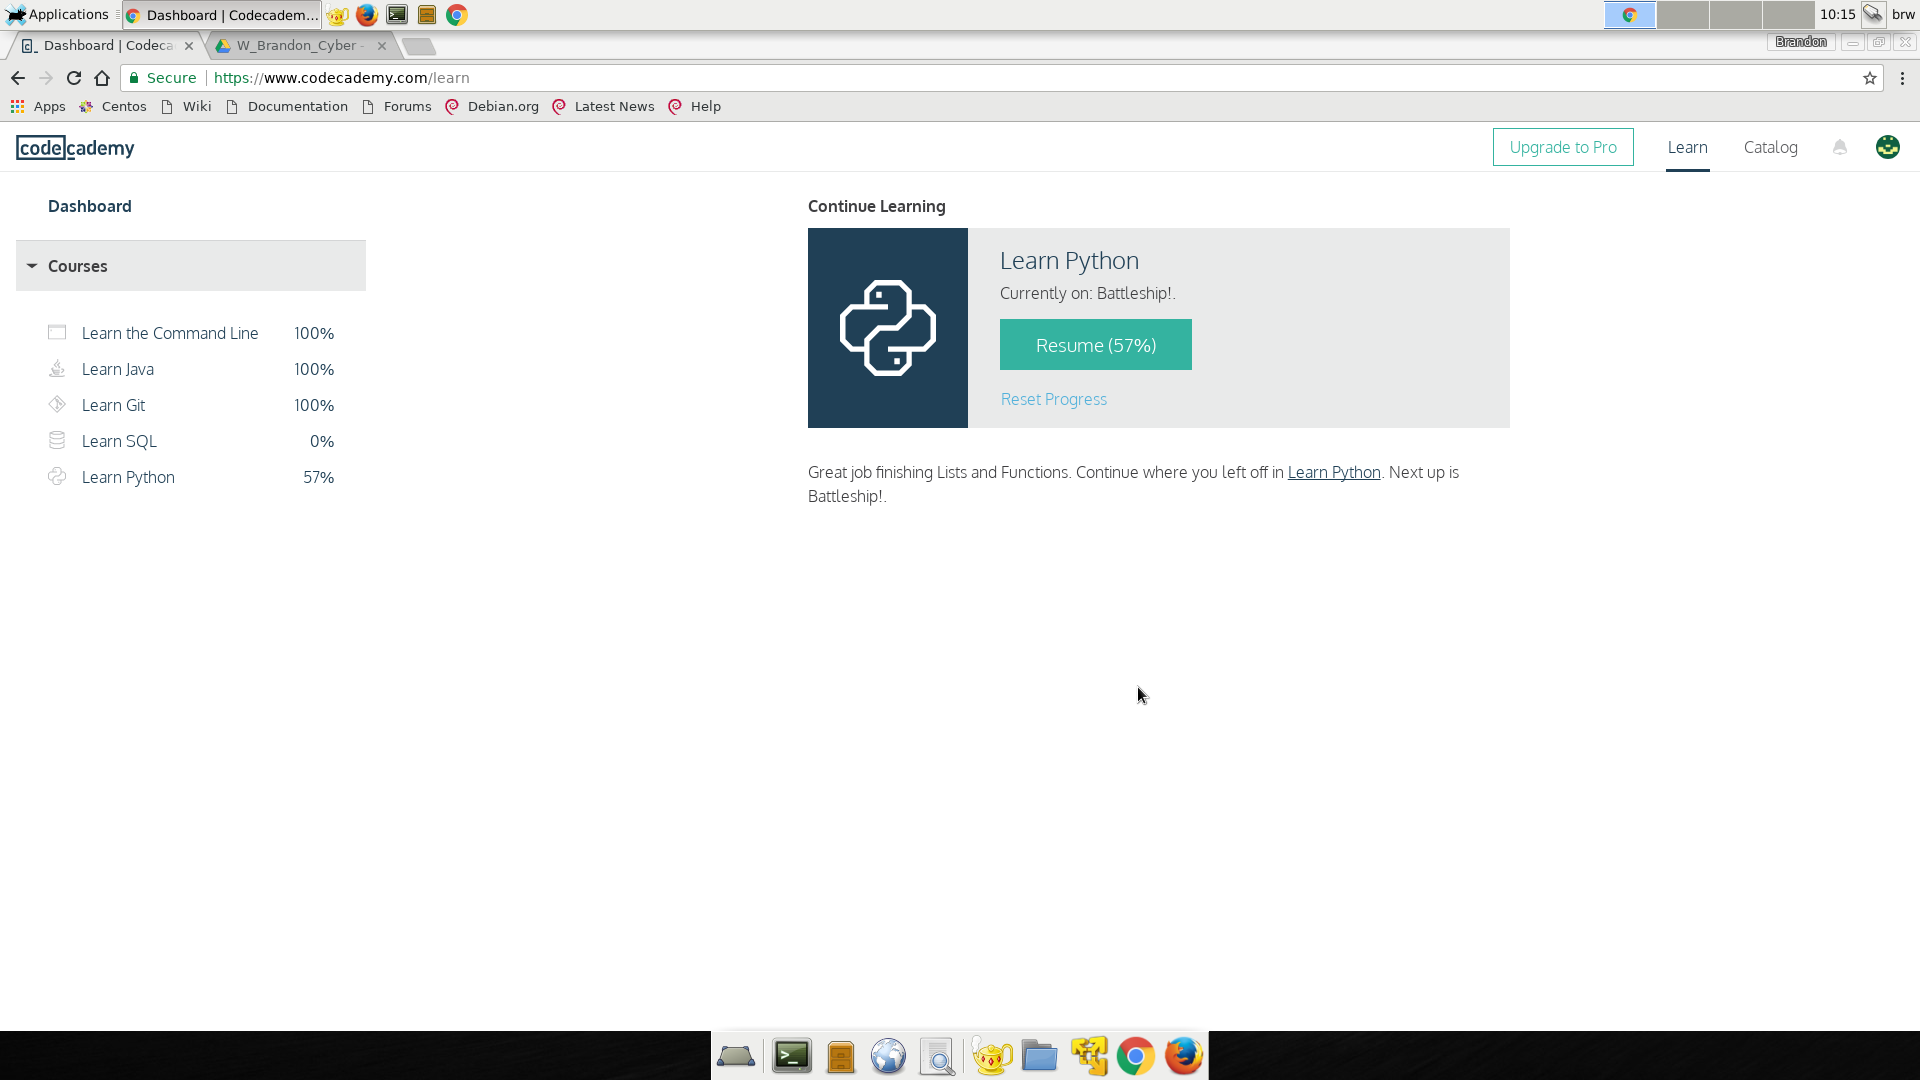 Applications
Dashboard | Codecadem...
10:15
brw
Dashboard | Codeca
W_Brandon_Cyber -
Brandon
Secure
https://www.codecademy.com/learn
Apps
Centos
Wiki
Documentation
Forums
Debian.org
Latest News
Help
codecademy
Upgrade to Pro
Learn
Catalog
Dashboard
Courses
Learn the Command Line 100%
Learn Java 100%
Learn Git 100%
Learn SQL 0%
Learn Python 57%
Continue Learning
Learn Python
Currently on: Battleship!.
Resume (57%)
Reset Progress
Great job finishing Lists and Functions. Continue where you left off in Learn Python. Next up is
Battleship!.